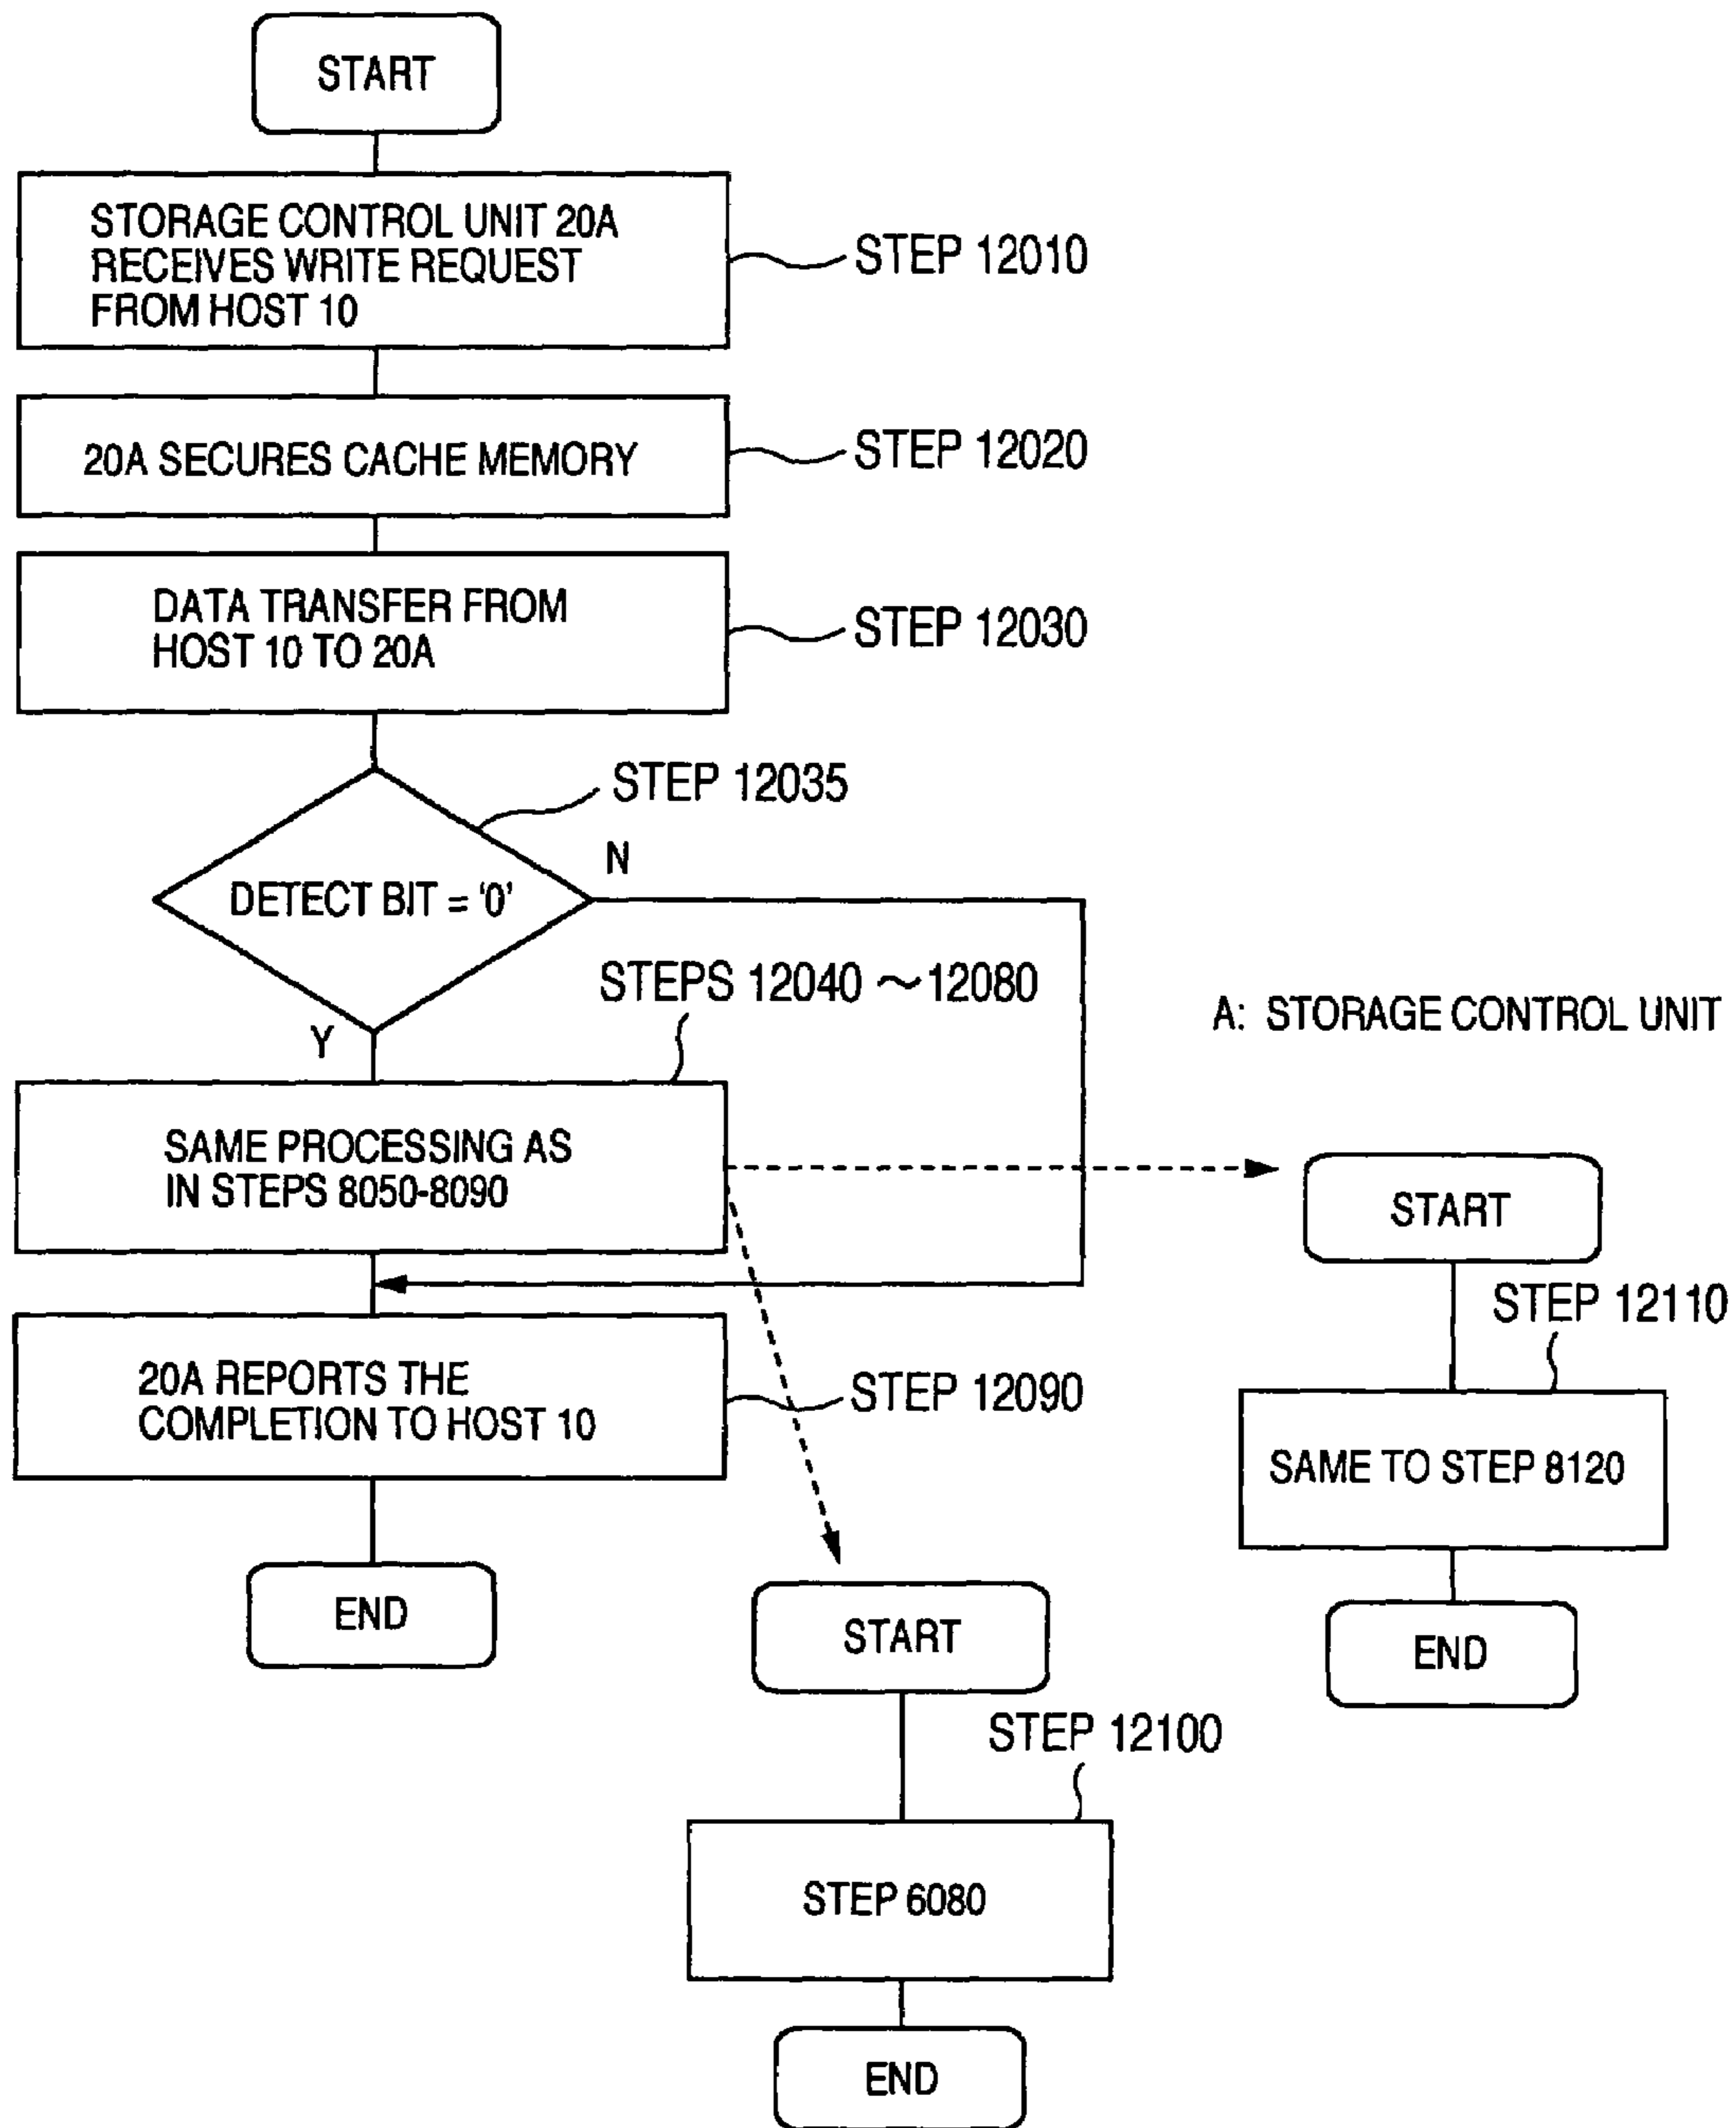 START
STORAGE CONTROL UNIT 20A
RECEIVES WRITE REQUEST
FROM HOST 10
STEP 12010
20A SECURES CACHE MEMORY
STEP 12020
DATA TRANSFER FROM
HOST 10 TO 20A
STEP 12030
STEP 12035
DETECT BIT = '0'
N
Y
STEPS 12040 ~12080
A: STORAGE CONTROL UNIT
SAME PROCESSING AS
IN STEPS 8050-8090
START
STEP 12110
20A REPORTS THE
COMPLETION TO HOST 10
STEP 12090
SAME TO STEP 8120
END
START
END
STEP 12100
STEP 6080
END